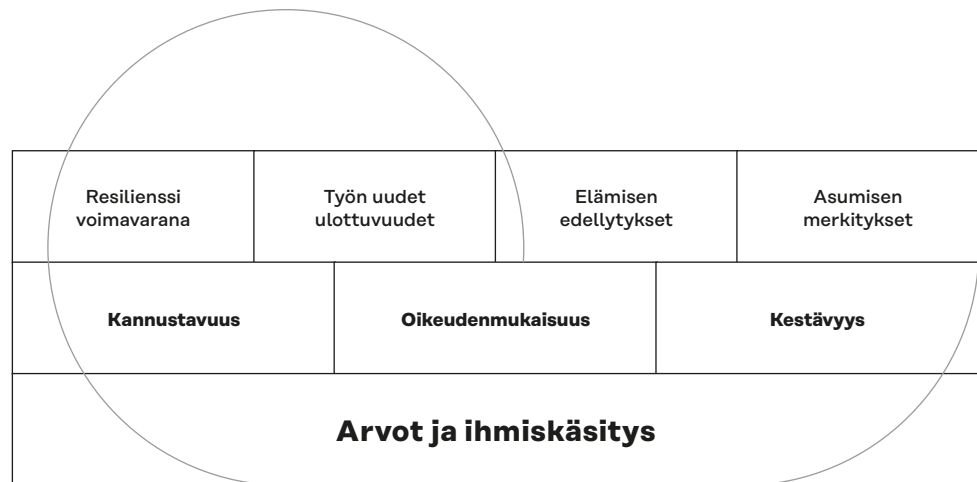 Resilienssi
voimavarana
Työn uudet
ulottuvuudet
Elämisen
edellytykset
Asumisen
merkitykset
Kannustavuus
Oikeudenmukaisuus
Kestävyys
Arvot ja ihmiskäsitys